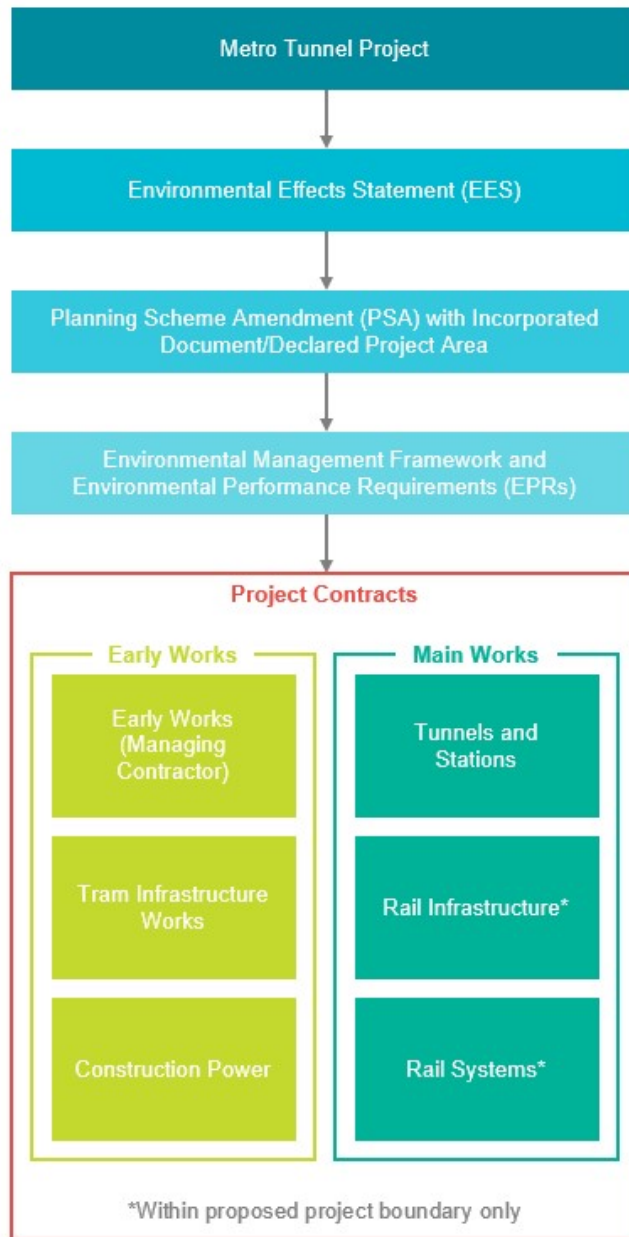 Metro Tunnel Project
Environmental Effects Statement (EES)
Planning Scheme Amendment (PSA) with Incorporated
Document/Declared Project Area
Environmental Management Framework and
Environmental Performance Requirements (EPRs)
Project Contracts
Early Works
Early Works
(Managing
Contractor)
Tram Infrastructure
Works
Construction Power
Main Works
Tunnels and
Stations
Rail Infrastructure*
Rail Systems*
*Within proposed project boundary only